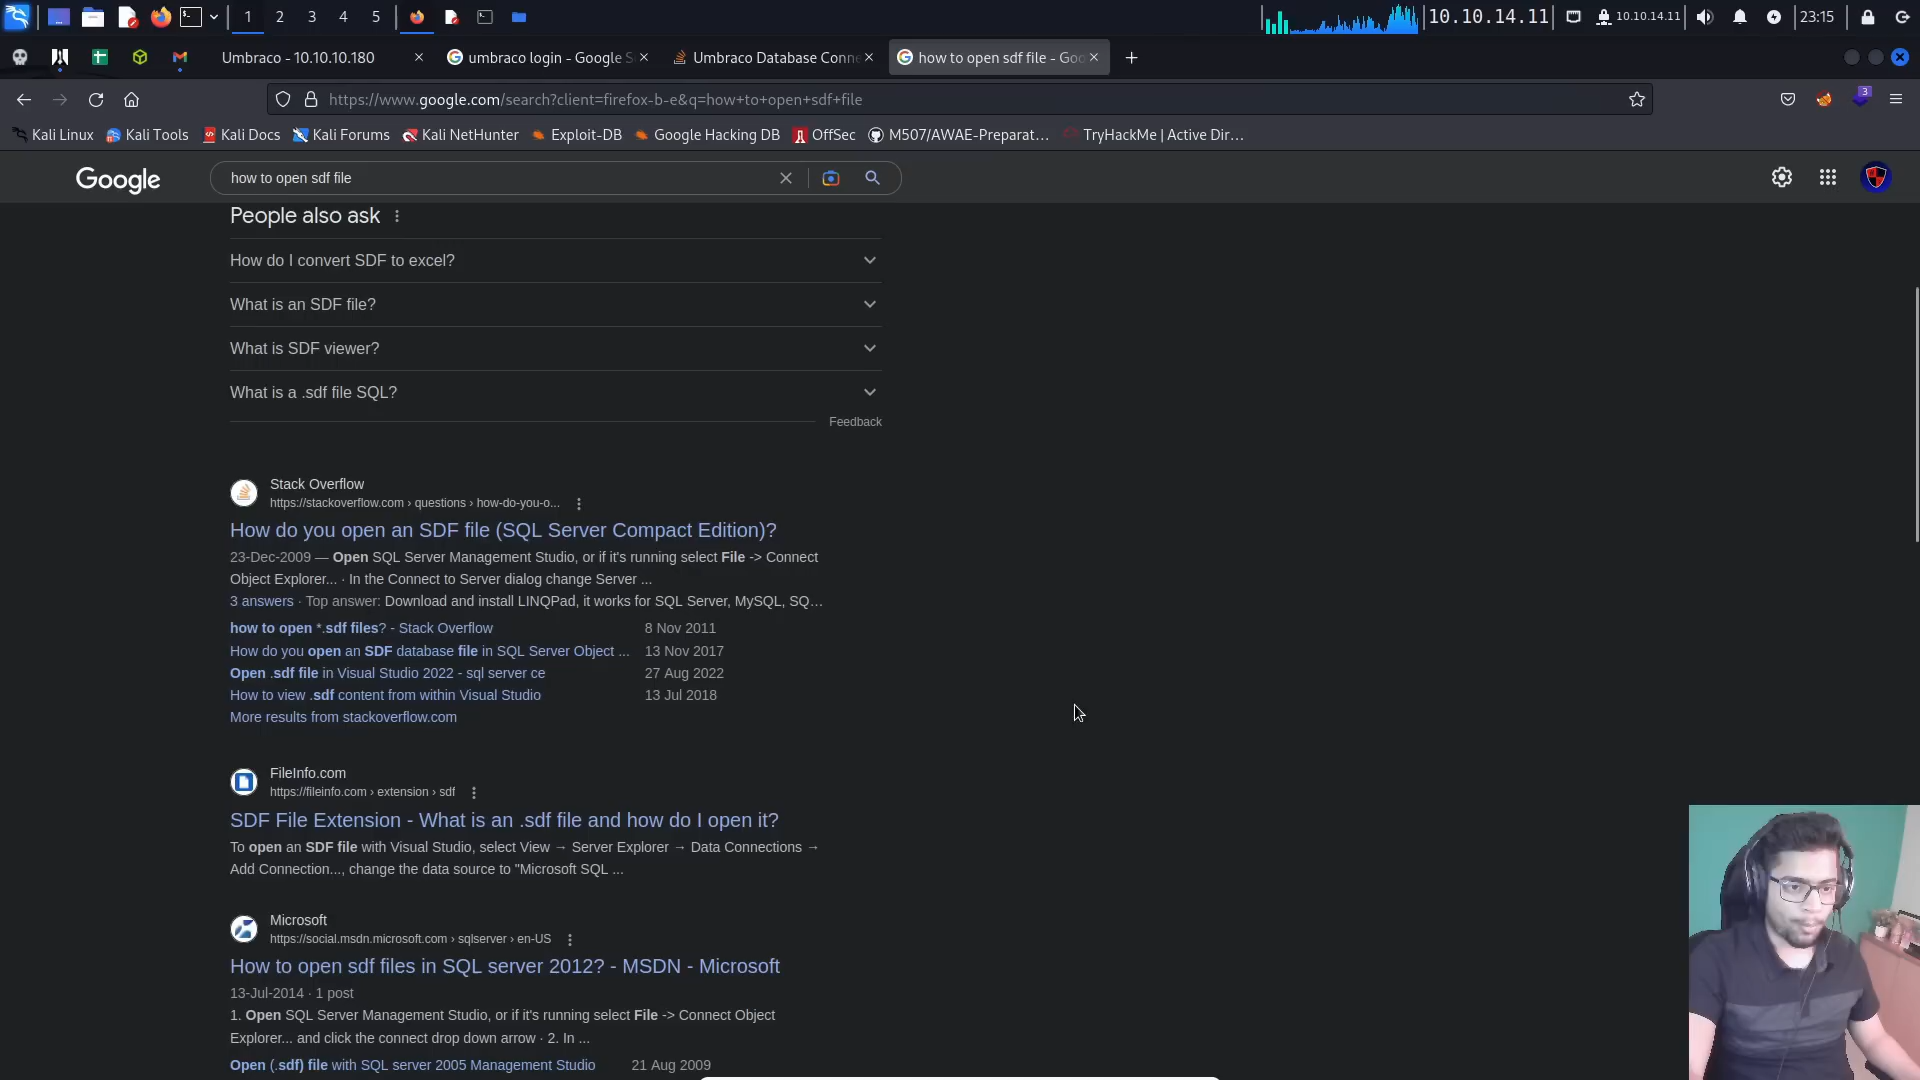 1 2 3 4 5 10.10.14.11 10.10.14.11 23:15
Umbraco - 10.10.10.180 umbraco login - Google S Umbraco Database Conne how to open sdf file - Goo
https://www.google.com/search?client=firefox-b-e&q=how+to+open+sdf+file 3
Kali Linux Kali Tools Kali Docs Kali Forums Kali NetHunter Exploit-DB Google Hacking DB OffSec M507/AWAE-Preparat... TryHackMe | Active Dir...
Google how to open sdf file
People also ask
How do I convert SDF to excel?
What is an SDF file?
What is SDF viewer?
What is a .sdf file SQL?
Feedback
Stack Overflow
https://stackoverflow.com › questions › how-do-you-o...
How do you open an SDF file (SQL Server Compact Edition)?
23-Dec-2009 — Open SQL Server Management Studio, or if it's running select File -> Connect
Object Explorer... · In the Connect to Server dialog change Server ...
3 answers · Top answer: Download and install LINQPad, it works for SQL Server, MySQL, SQ...
how to open *.sdf files? - Stack Overflow 8 Nov 2011
How do you open an SDF database file in SQL Server Object ... 13 Nov 2017
Open .sdf file in Visual Studio 2022 - sql server ce 27 Aug 2022
How to view .sdf content from within Visual Studio 13 Jul 2018
More results from stackoverflow.com
FileInfo.com
https://fileinfo.com › extension › sdf
SDF File Extension - What is an .sdf file and how do I open it?
To open an SDF file with Visual Studio, select View → Server Explorer → Data Connections →
Add Connection..., change the data source to "Microsoft SQL ...
Microsoft
https://social.msdn.microsoft.com › sqlserver › en-US
How to open sdf files in SQL server 2012? - MSDN - Microsoft
13-Jul-2014 · 1 post
1. Open SQL Server Management Studio, or if it's running select File -> Connect Object
Explorer... and click the connect drop down arrow · 2. In ...
Open (.sdf) file with SQL server 2005 Management Studio 21 Aug 2009